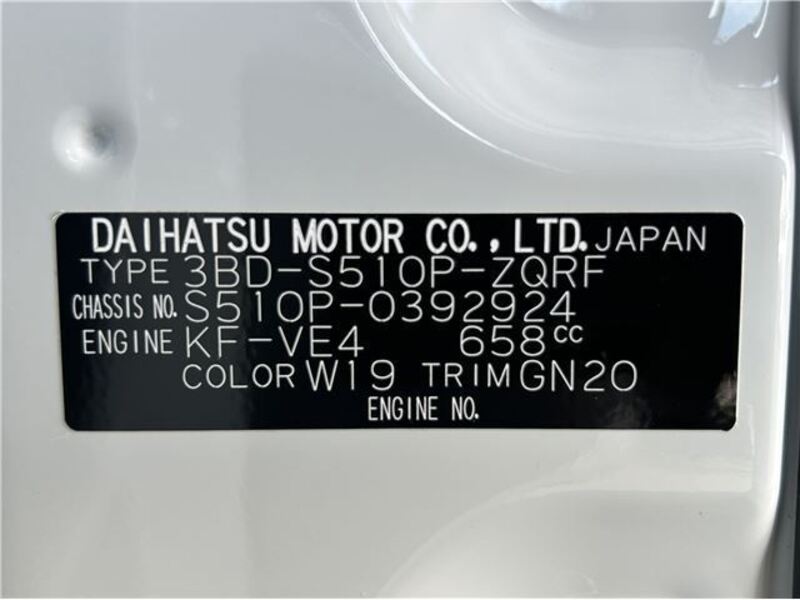 DAIHATSU MOTOR CO., LTD. JAPAN
TYPE 3BD-S510P-ZQRF
CHASSIS NO. S510P-0392924
ENGINE KF-VE4 658cc
COLOR W19 TRIM GN20
ENGINE NO.